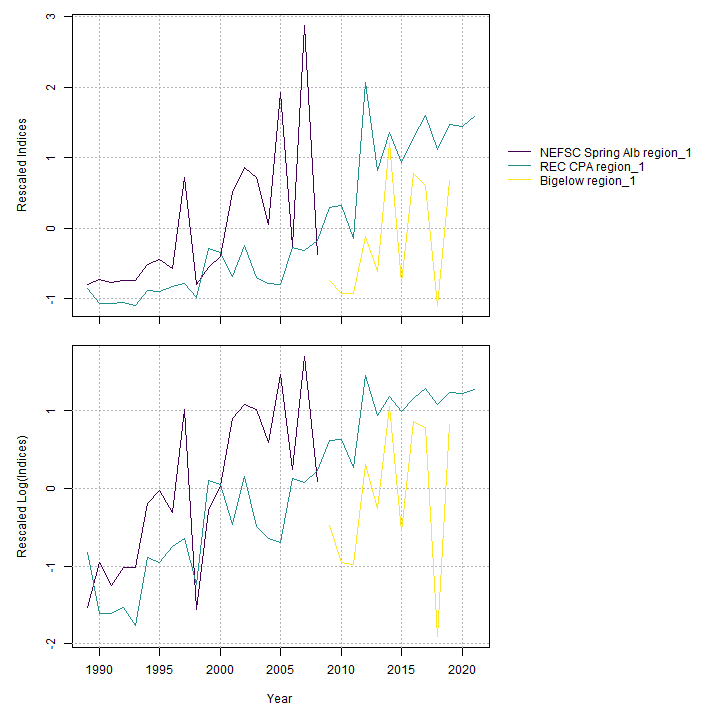 3
2
1
0
-1
Rescaled Indices
NEFSC Spring Alb region_1
REC CPA region_1
Bigelow region_1
1
0
-1
-2
Rescaled Log(Indices)
1990 1995 2000 2005 2010 2015 2020
Year